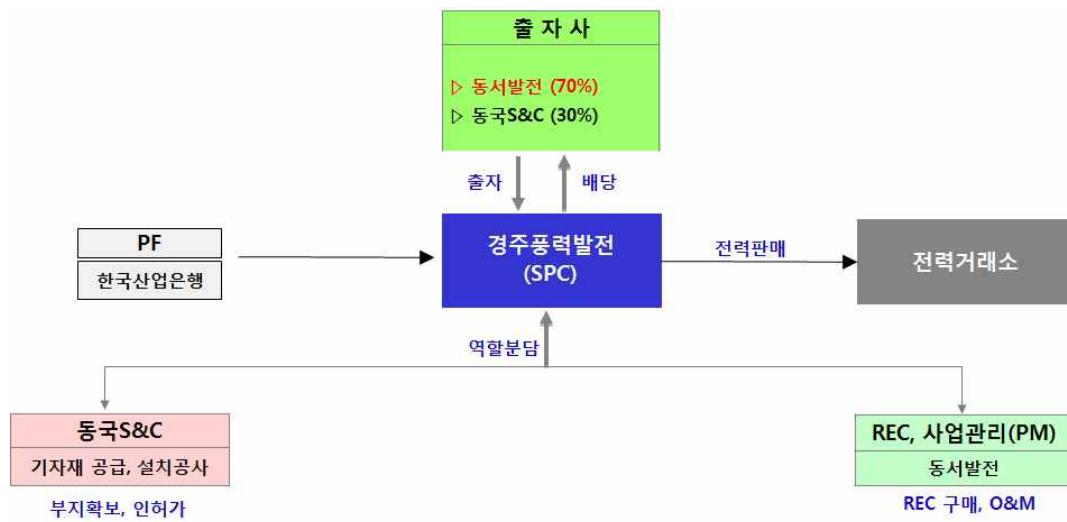 출 자 사
▷ 동서발전 (70%)
▷ 동국S&C (30%)
출자
배당
PF
한국산업은행
경주풍력발전
(SPC)
전력판매
전력거래소
역할분담
동국S&C
기자재 공급, 설치공사
부지확보, 인허가
REC, 사업관리(PM)
동서발전
REC 구매, O&M